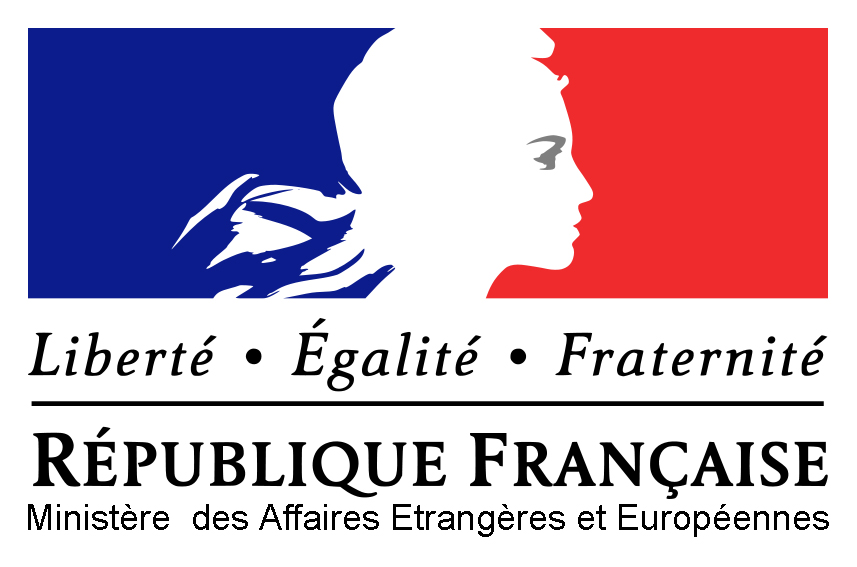 Liberté • Égalité • Fraternité
RÉPUBLIQUE FRANÇAISE
Ministère des Affaires Etrangères et Européennes